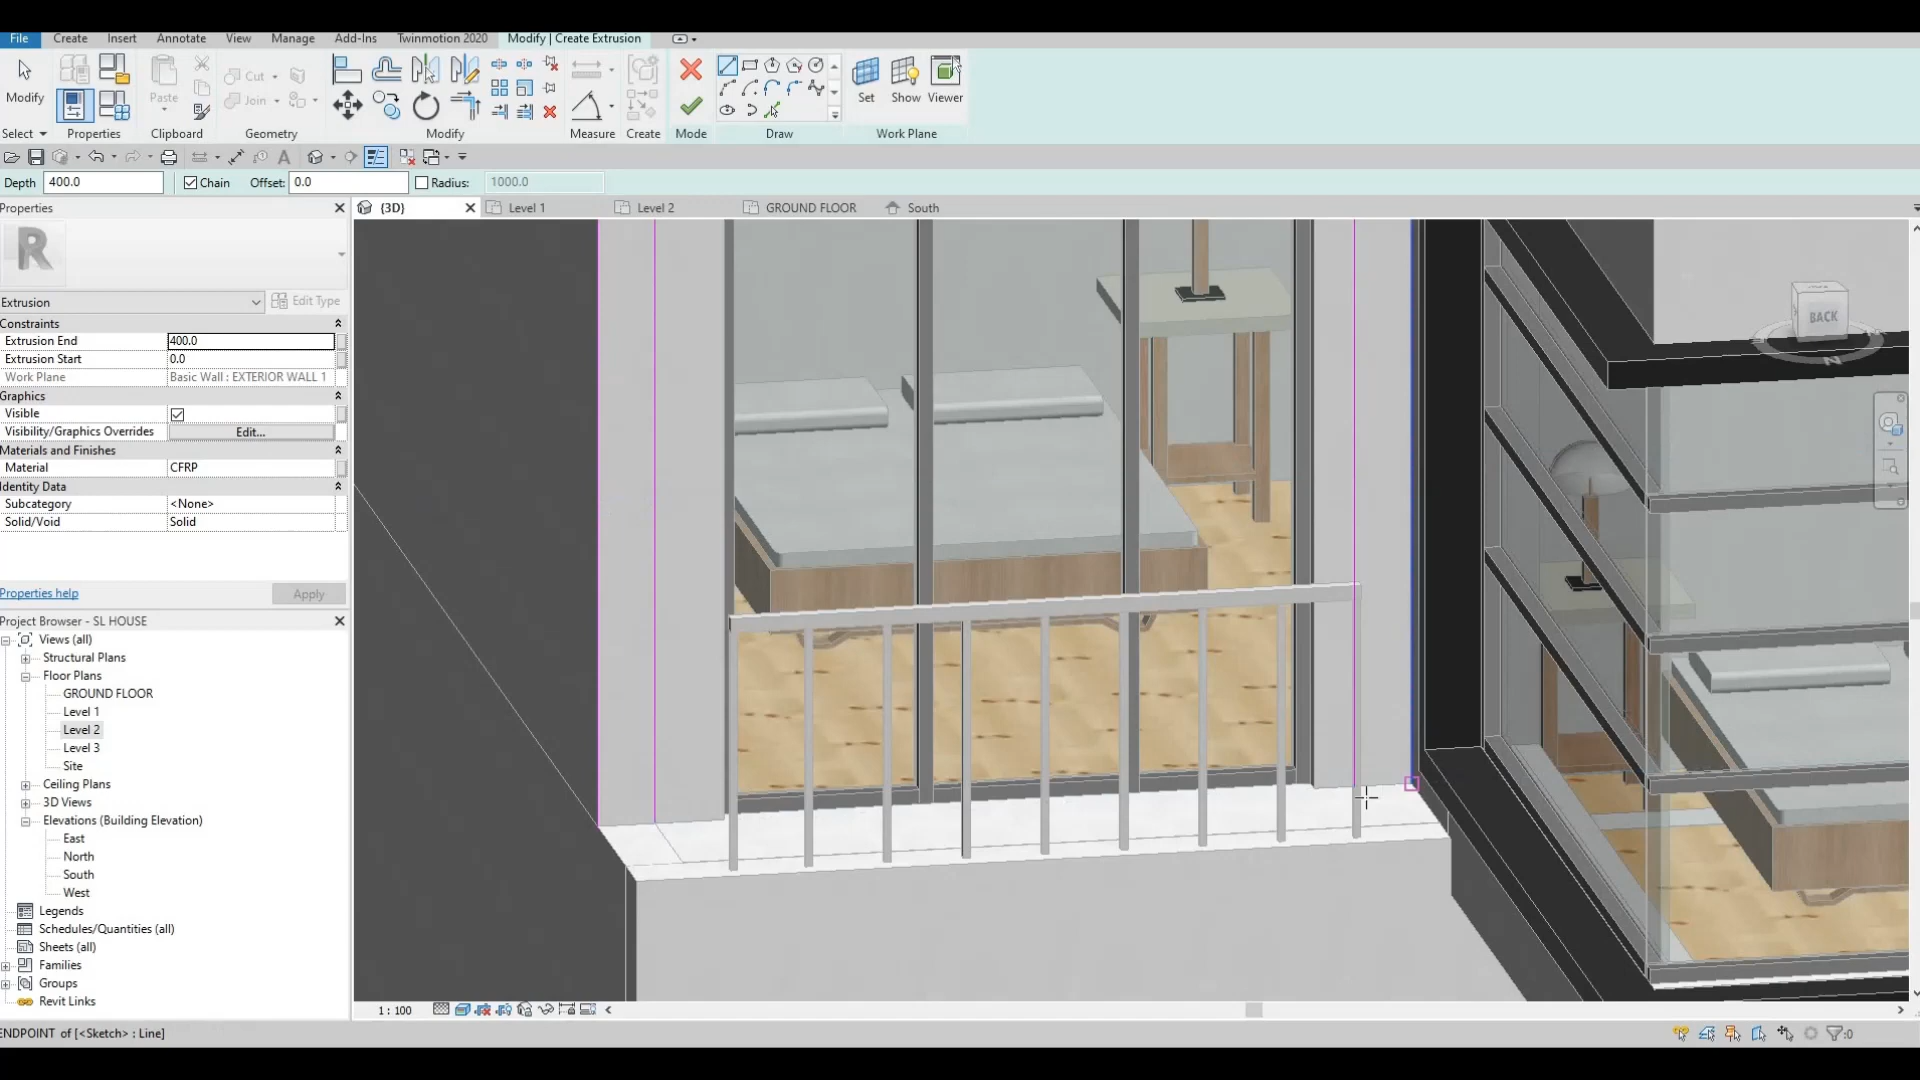 File Create Insert Annotate View Manage Add-Ins Twinmotion 2020 Modify | Create Extrusion
Modify
Paste
Cut
Join
Set Show Viewer
Select Properties Clipboard Geometry Modify Measure Create Mode Draw Work Plane
Depth 400.0 Chain Offset: 0.0 Radius: 1000.0
Properties
{3D} Level 1 Level 2 GROUND FLOOR South
R
Extrusion Edit Type
Constraints
Extrusion End 400.0
Extrusion Start 0.0
Work Plane Basic Wall : EXTERIOR WALL 1
Graphics
Visible
Visibility/Graphics Overrides Edit...
Materials and Finishes
Material CFRP
Identity Data
Subcategory <None>
Solid/Void Solid
Properties help Apply
Project Browser - SL HOUSE
Views (all)
Structural Plans
Floor Plans
GROUND FLOOR
Level 1
Level 2
Level 3
Site
Ceiling Plans
3D Views
Elevations (Building Elevation)
East
North
South
West
Legends
Schedules/Quantities (all)
Sheets (all)
Families
Groups
Revit Links
BACK
N
1 : 100
ENDPOINT of [<Sketch> : Line]
:0